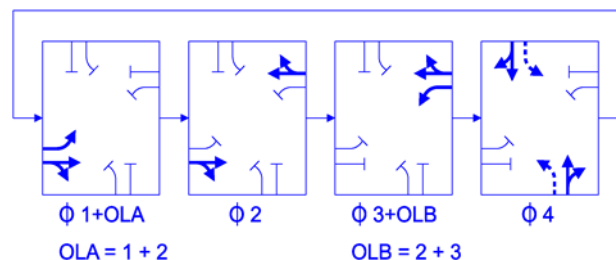 Φ 1+OLA
Φ 2
Φ 3+OLB
Φ 4
OLA = 1 + 2
OLB = 2 + 3